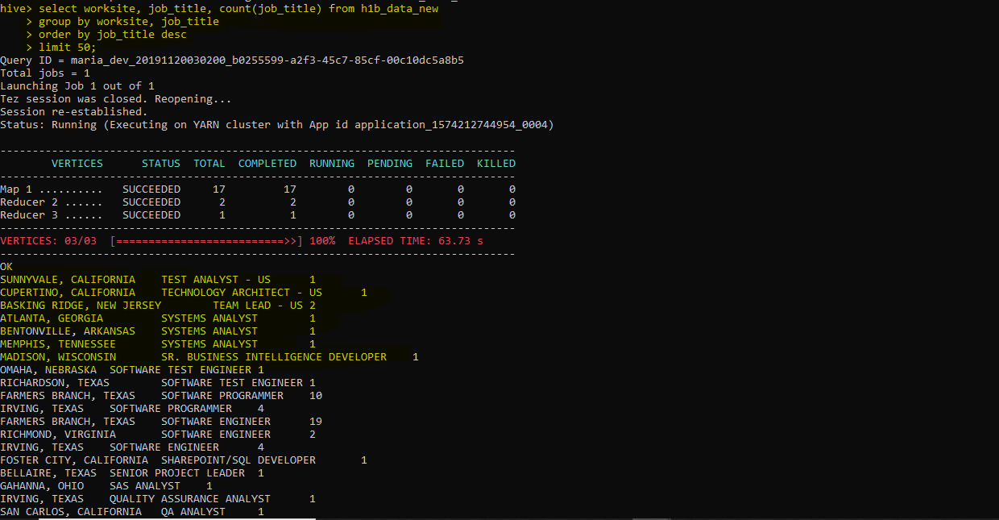 hive> select worksite, job_title, count(job_title) from h1b_data_new
    > group by worksite, job_title
    > order by job_title desc
    > limit 50;
Query ID = maria_dev_20191120030200_b0255599-a2f3-45c7-85cf-00c10dc5a8b5
Total jobs = 1
Launching Job 1 out of 1
Tez session was closed. Reopening...
Session re-established.
Status: Running (Executing on YARN cluster with App id application_1574212744954_0004)
--------------------------------------------------------------------------------
        VERTICES      STATUS  TOTAL  COMPLETED  RUNNING  PENDING  FAILED  KILLED
--------------------------------------------------------------------------------
Map 1 ..........   SUCCEEDED     17         17        0        0       0       0
Reducer 2 ......   SUCCEEDED      2          2        0        0       0       0
Reducer 3 ......   SUCCEEDED      1          1        0        0       0       0
--------------------------------------------------------------------------------
VERTICES: 03/03  [==========================>>] 100%  ELAPSED TIME: 63.73 s
--------------------------------------------------------------------------------
OK
SUNNYVALE, CALIFORNIA    TEST ANALYST - US      1
CUPERTINO, CALIFORNIA    TECHNOLOGY ARCHITECT - US      1
BASKING RIDGE, NEW JERSEY        TEAM LEAD - US 2
ATLANTA, GEORGIA         SYSTEMS ANALYST        1
BENTONVILLE, ARKANSAS    SYSTEMS ANALYST        1
MEMPHIS, TENNESSEE       SYSTEMS ANALYST        1
MADISON, WISCONSIN       SR. BUSINESS INTELLIGENCE DEVELOPER    1
OMAHA, NEBRASKA  SOFTWARE TEST ENGINEER 1
RICHARDSON, TEXAS        SOFTWARE TEST ENGINEER 1
FARMERS BRANCH, TEXAS    SOFTWARE PROGRAMMER    10
IRVING, TEXAS    SOFTWARE PROGRAMMER    4
FARMERS BRANCH, TEXAS    SOFTWARE ENGINEER      19
RICHMOND, VIRGINIA       SOFTWARE ENGINEER      2
IRVING, TEXAS    SOFTWARE ENGINEER      4
FOSTER CITY, CALIFORNIA  SHAREPOINT/SQL DEVELOPER       1
BELLAIRE, TEXAS  SENIOR PROJECT LEADER  1
GAHANNA, OHIO    SAS ANALYST    1
IRVING, TEXAS    QUALITY ASSURANCE ANALYST      1
SAN CARLOS, CALIFORNIA   QA ANALYST     1